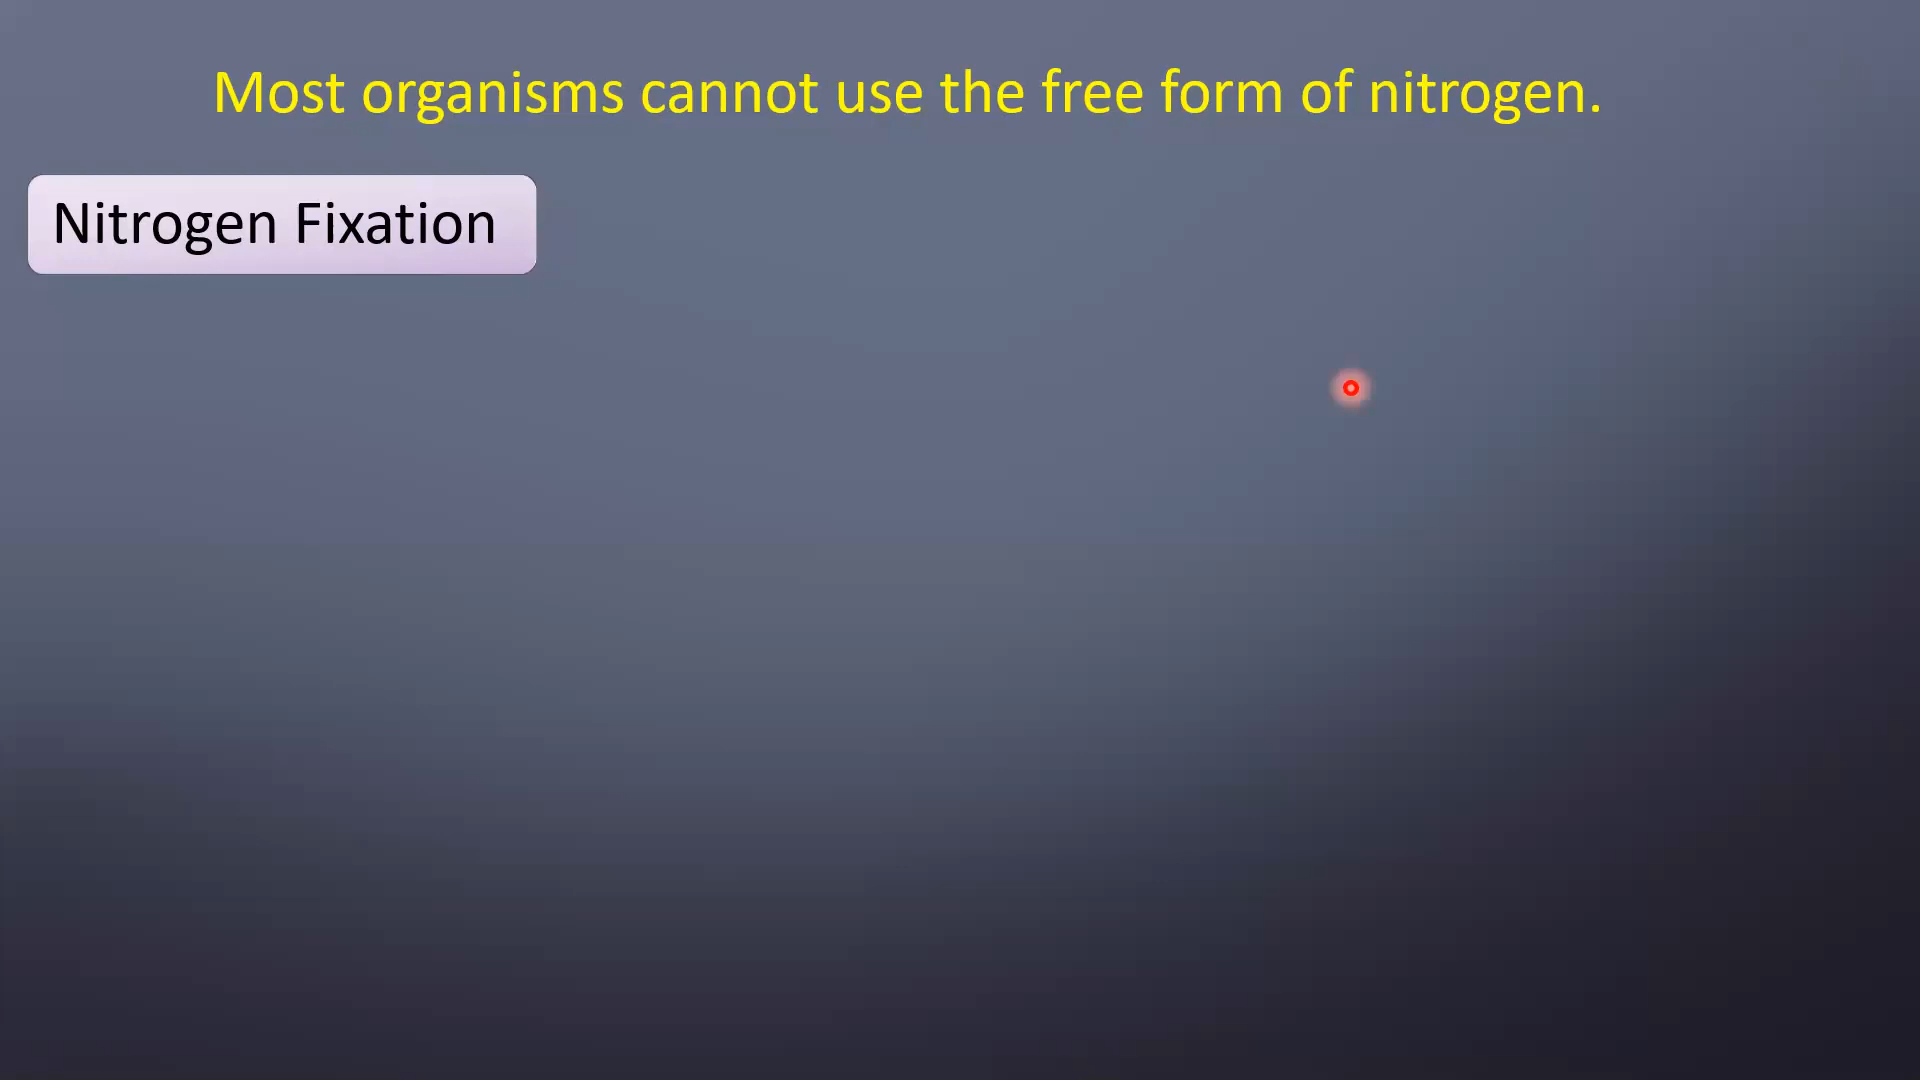 Most organisms cannot use the free form of nitrogen.
Nitrogen Fixation